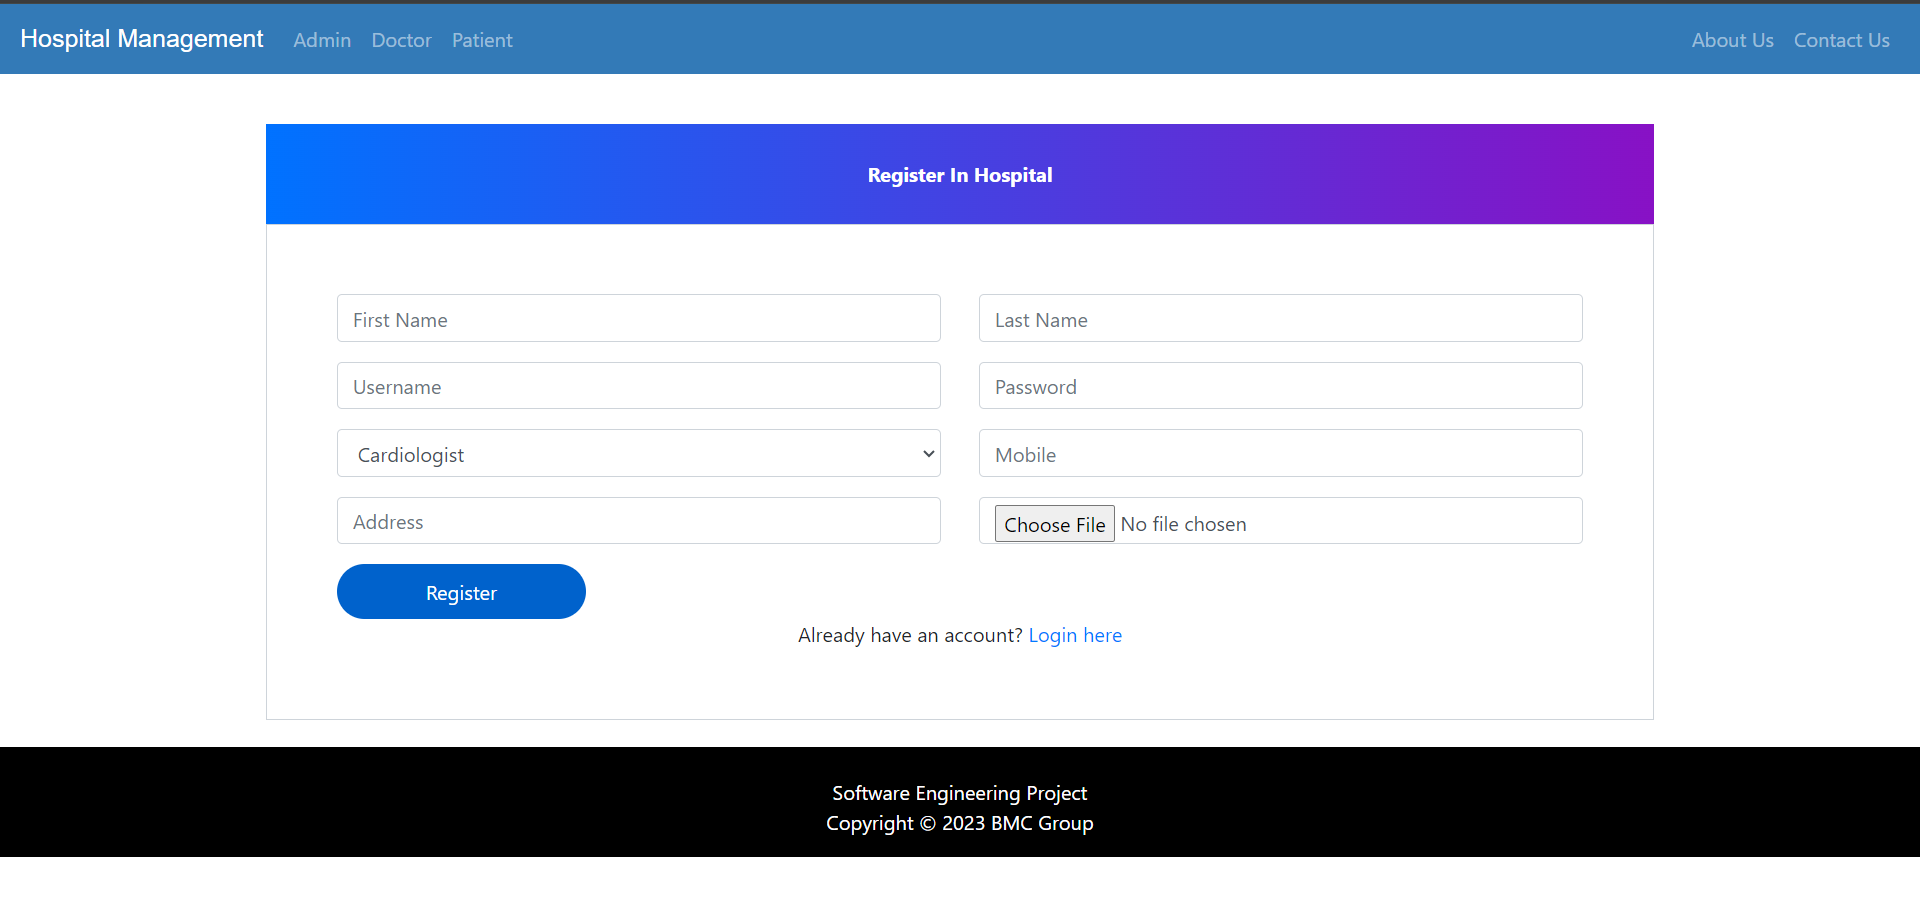 Hospital Management Admin Doctor Patient About Us Contact Us
Register In Hospital
First Name Last Name
Username Password
Cardiologist Mobile
Address Choose File No file chosen
Register
Already have an account? Login here
Software Engineering Project
Copyright © 2023 BMC Group